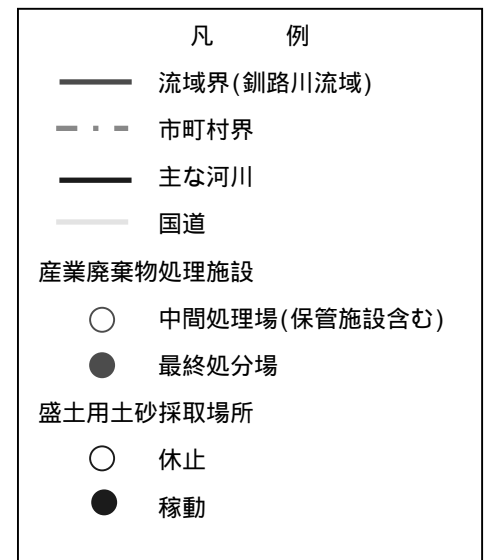 凡 例
流域界(釧路川流域)
市町村界
主な河川
国道
産業廃棄物処理施設
中間処理場(保管施設含む)
最終処分場
盛土用土砂採取場所
休止
稼動